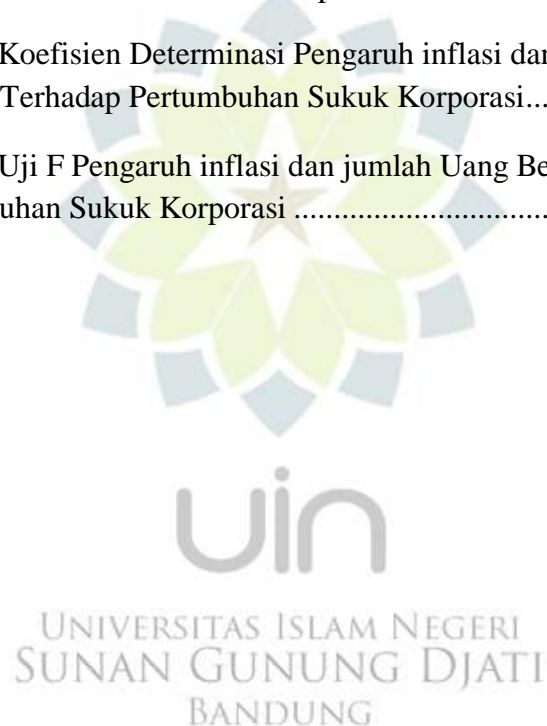 Koefisien Determinasi Pengaruh inflasi dan
Terhadap Pertumbuhan Sukuk Korporasi...
Uji F Pengaruh inflasi dan jumlah Uang Be
uhan Sukuk Korporasi ................................
uin
UNIVERSITAS ISLAM NEGERI
SUNAN GUNUNG DJATI
BANDUNG